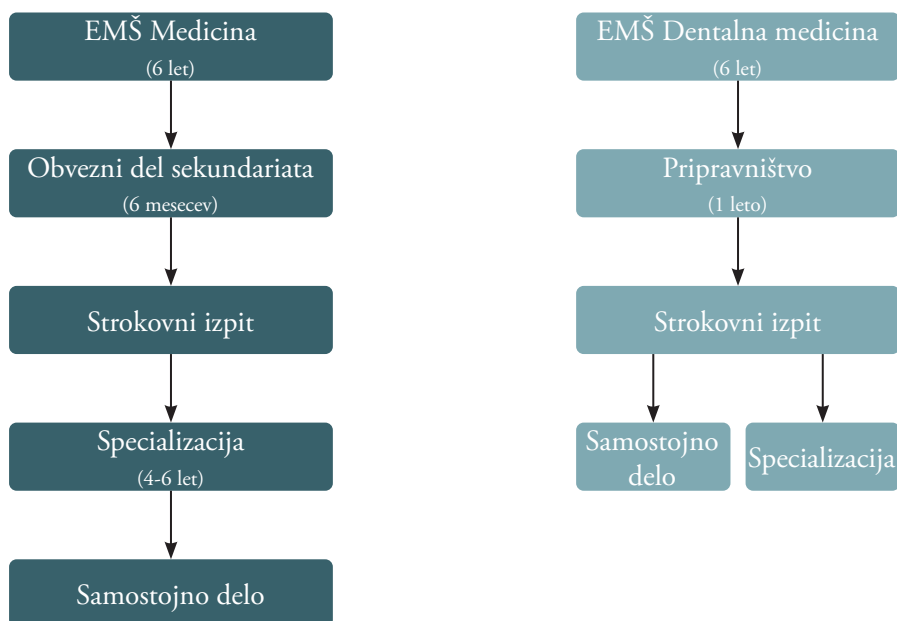 EMŠ Medicina
(6 let)
Obvezni del sekundariata
(6 mesecev)
Strokovni izpit
Specializacija
(4-6 let)
Samostojno delo
EMŠ Dentalna medicina
(6 let)
Pripravništvo
(1 leto)
Strokovni izpit
Samostojno
delo
Specializacija